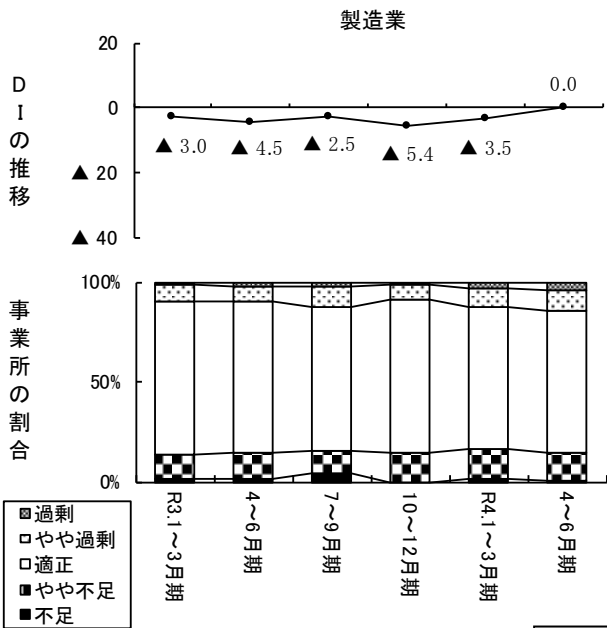 製造業
DIの推移
20
0
▲ 20
▲ 40
▲ 3.0
▲ 4.5
▲ 2.5
▲ 5.4
▲ 3.5
0.0
事業所の割合
100%
50%
0%
R3.1～3月期
4～6月期
7～9月期
10～12月期
R4.1～3月期
4～6月期
過剰
やや過剰
適正
やや不足
不足